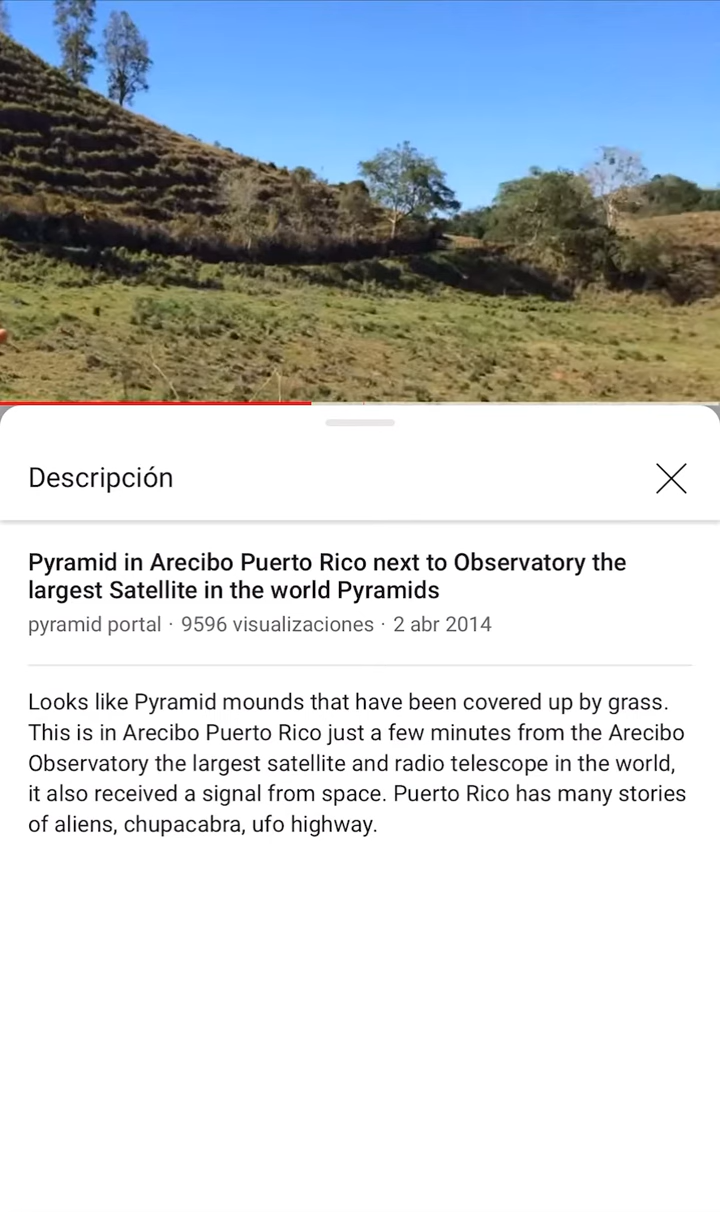 Descripción
Pyramid in Arecibo Puerto Rico next to Observatory the
largest Satellite in the world Pyramids
pyramid portal · 9596 visualizaciones · 2 abr 2014
Looks like Pyramid mounds that have been covered up by grass.
This is in Arecibo Puerto Rico just a few minutes from the Arecibo
Observatory the largest satellite and radio telescope in the world,
it also received a signal from space. Puerto Rico has many stories
of aliens, chupacabra, ufo highway.